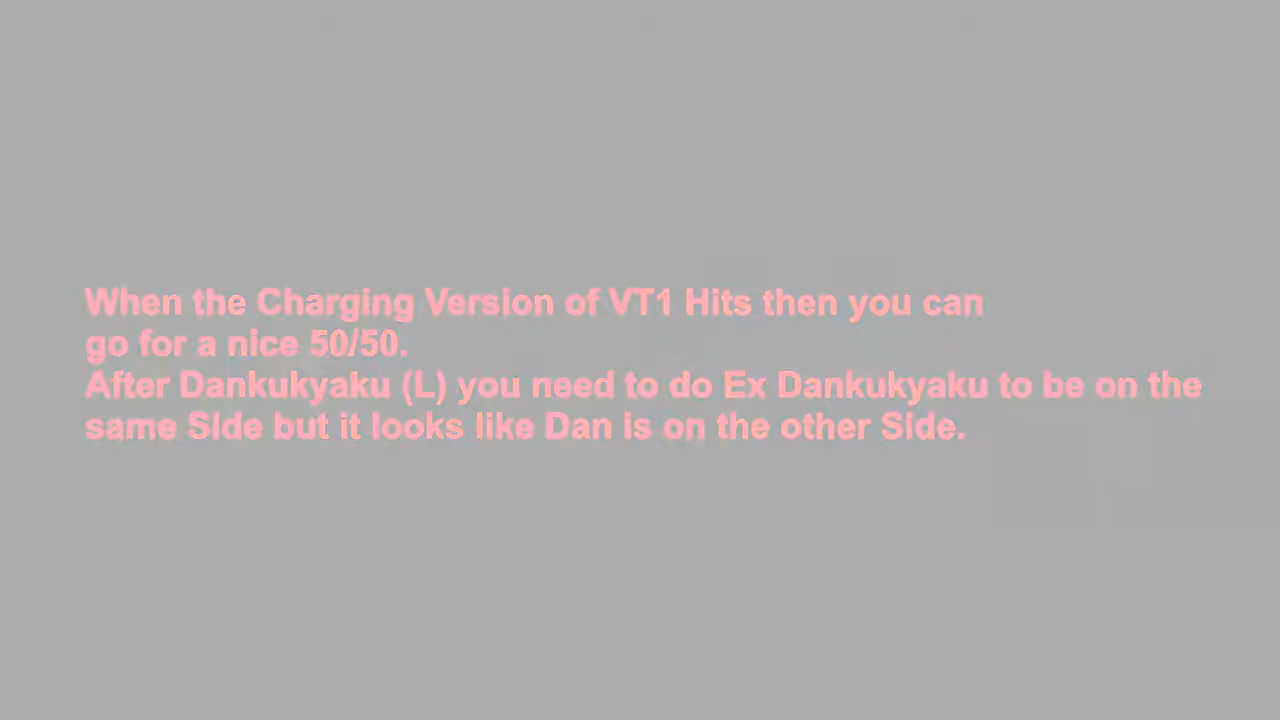 When the Charging Version of VT1 Hits then you can
go for a nice 50/50.
After Dankukyaku (L) you need to do Ex Dankukyaku to be on the
same SIde but it looks like Dan is on the other Side.